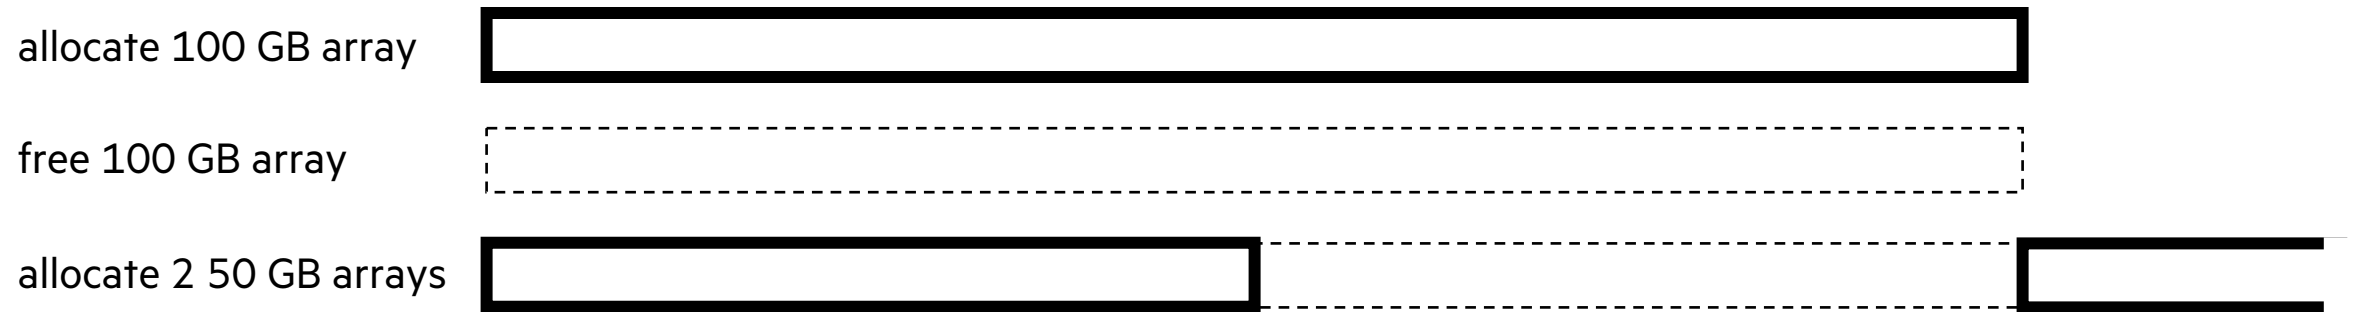 allocate 100 GB array
free 100 GB array
allocate 2 50 GB arrays